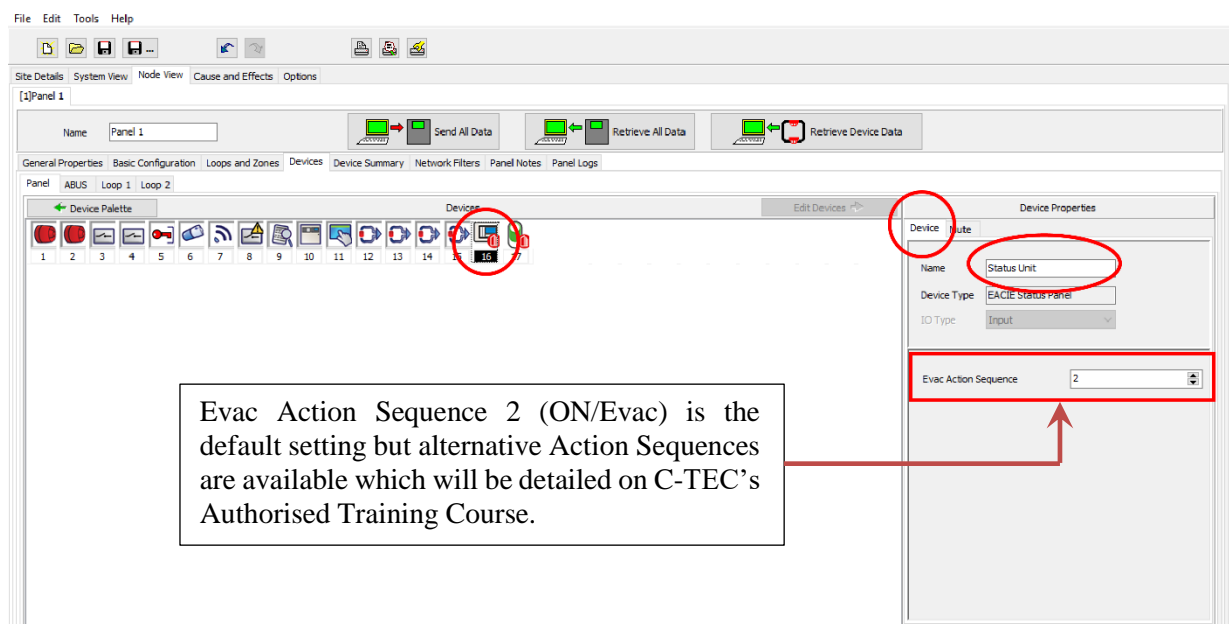 File Edit Tools Help
Site Details System View Node View Cause and Effects Options
[1]Panel 1
Name Panel 1 Send All Data Retrieve All Data Retrieve Device Data
General Properties Basic Configuration Loops and Zones Devices Device Summary Network Filters Panel Notes Panel Logs
Panel ABUS Loop 1 Loop 2
Device Palette Devices Edit Devices Device Properties
Device Mute
1 2 3 4 5 6 7 8 9 10 11 12 13 14 15 16 17
Name Status Unit
Device Type EACIE Status Panel
IO Type Input
Evac Action Sequence 2
Evac Action Sequence 2 (ON/Evac) is the
default setting but alternative Action Sequences
are available which will be detailed on C-TEC’s
Authorised Training Course.